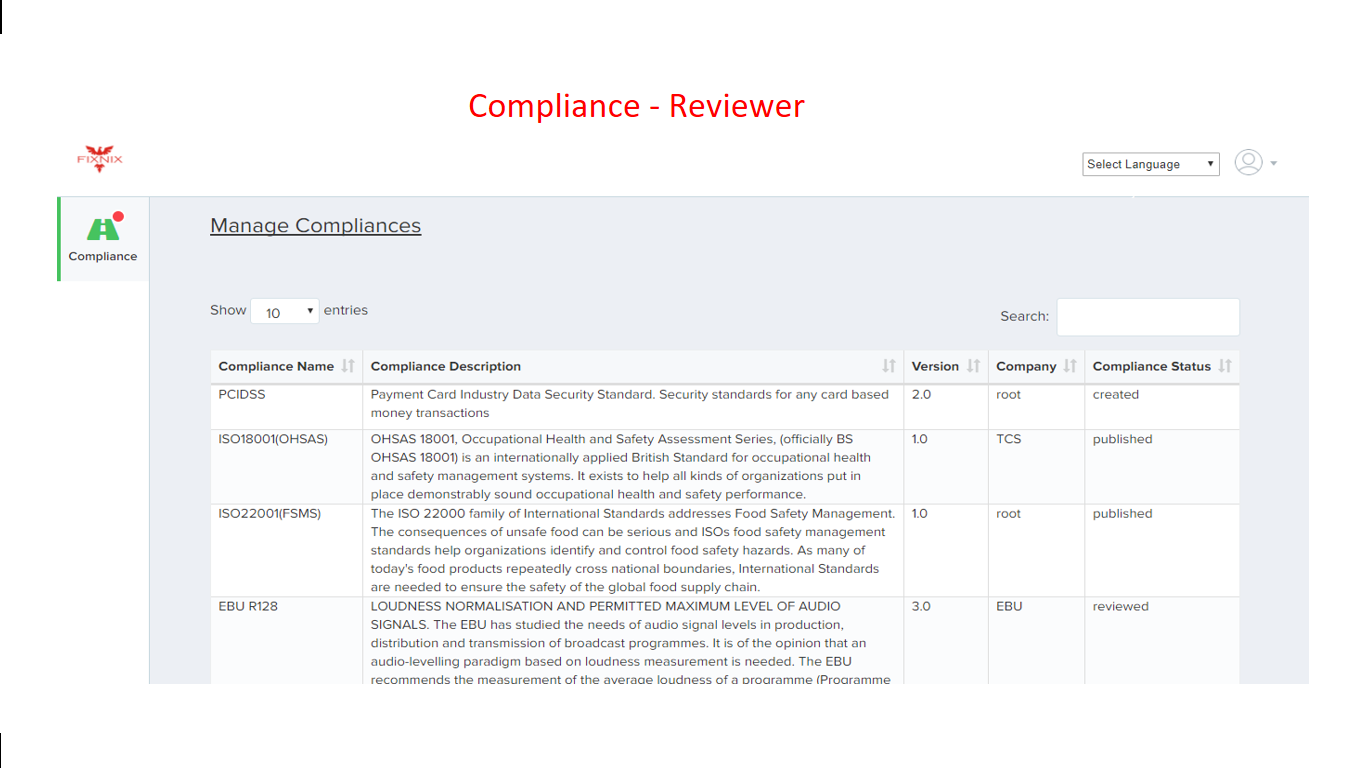 Compliance - Reviewer
FIXNIX
Select Language
Compliance
Manage Compliances
Show 10 entries
Search:
Compliance Name Compliance Description Version Company Compliance Status
PCIDSS Payment Card Industry Data Security Standard. Security standards for any card based 2.0 root created
money transactions
ISO18001(OHSAS) OHSAS 18001, Occupational Health and Safety Assessment Series, (officially BS 1.0 TCS published
OHSAS 18001) is an internationally applied British Standard for occupational health
and safety management systems. It exists to help all kinds of organizations put in
place demonstrably sound occupational health and safety performance.
ISO22001(FSMS) The ISO 22000 family of International Standards addresses Food Safety Management. 1.0 root published
The consequences of unsafe food can be serious and ISOs food safety management
standards help organizations identify and control food safety hazards. As many of
today's food products repeatedly cross national boundaries, International Standards
are needed to ensure the safety of the global food supply chain.
EBU R128 LOUDNESS NORMALISATION AND PERMITTED MAXIMUM LEVEL OF AUDIO 3.0 EBU reviewed
SIGNALS. The EBU has studied the needs of audio signal levels in production,
distribution and transmission of broadcast programmes. It is of the opinion that an
audio-levelling paradigm based on loudness measurement is needed. The EBU
recommends the measurement of the average loudness of a programme (Programme